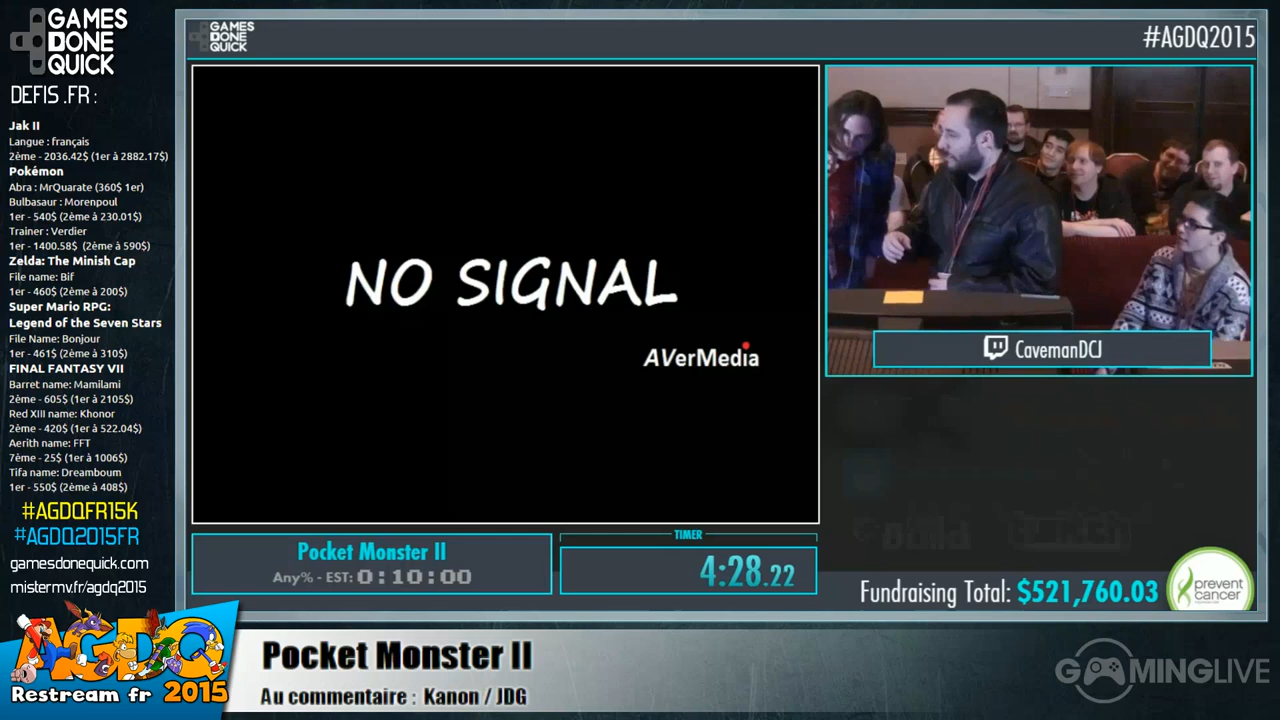 GAMES
DONE
QUICK
DEFIS .FR :
Jak II
Langue : français
2ème - 2036.42$ (1er à 2882.17$)
Pokémon
Abra : MrQuarate (360$ 1er)
Bulbasaur : Morenpoul
1er - 540$ (2ème à 230.01$)
Trainer : Verdier
1er - 1400.58$ (2ème à 590$)
Zelda: The Minish Cap
File name: Bif
1er - 460$ (2ème à 200$)
Super Mario RPG:
Legend of the Seven Stars
File Name: Bonjour
1er - 461$ (2ème à 310$)
FINAL FANTASY VII
Barret name: Mamilami
2ème - 605$ (1er à 2105$)
Red XIII name: Khonor
2ème - 420$ (1er à 522.04$)
Aerith name: FFT
7ème - 25$ (1er à 1006$)
Tifa name: Dreamboum
1er - 550$ (2ème à 408$)
#AGDQFR15K
#AGDQ2015FR
gamesdonequick.com
mistermv.fr/agdq2015
AGDQ
Restream fr 2015
GAMES
DONE
QUICK
#AGDQ2015
NO SIGNAL
AVerMedia
CavemanDCJ
Pocket Monster II
Any% - EST: 0:10:00
TIMER
4:28.22
twitch
Fundraising Total: $521,760.03
prevent
cancer
Pocket Monster II
Au commentaire : Kanon / JDG
GAMINGLIVE